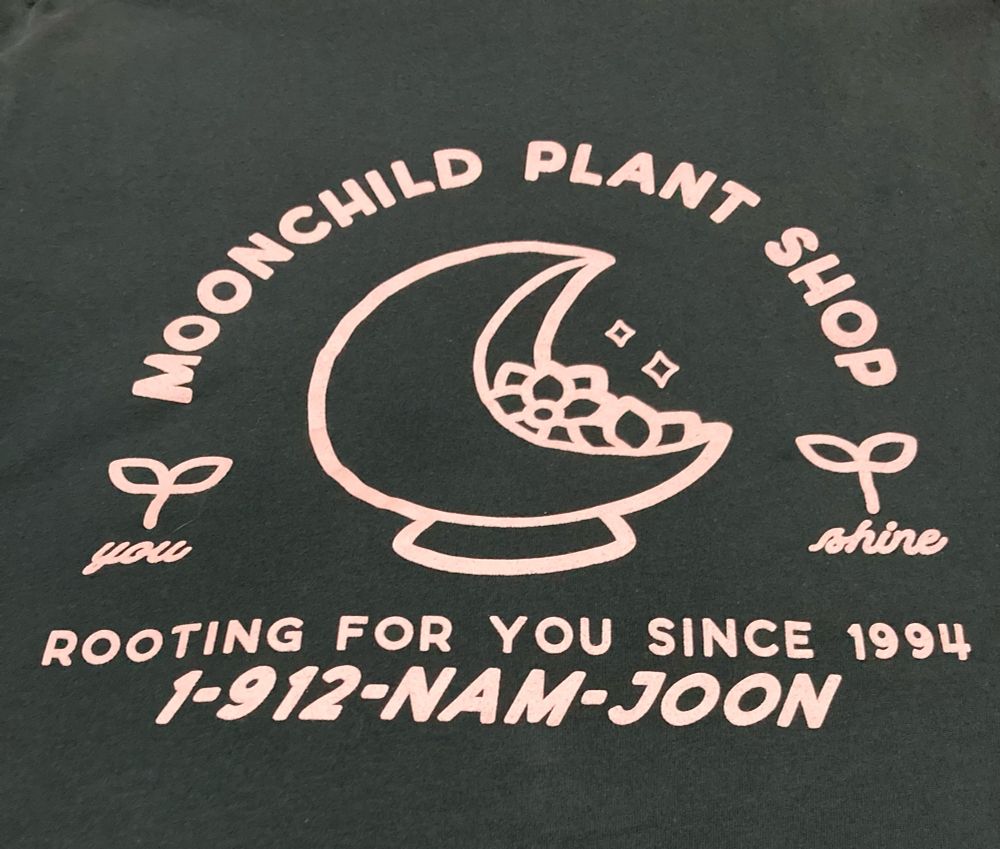 MOONCHILD PLANT SHOP
you
shine
ROOTING FOR YOU SINCE 1994
1-912-NAM-JOON